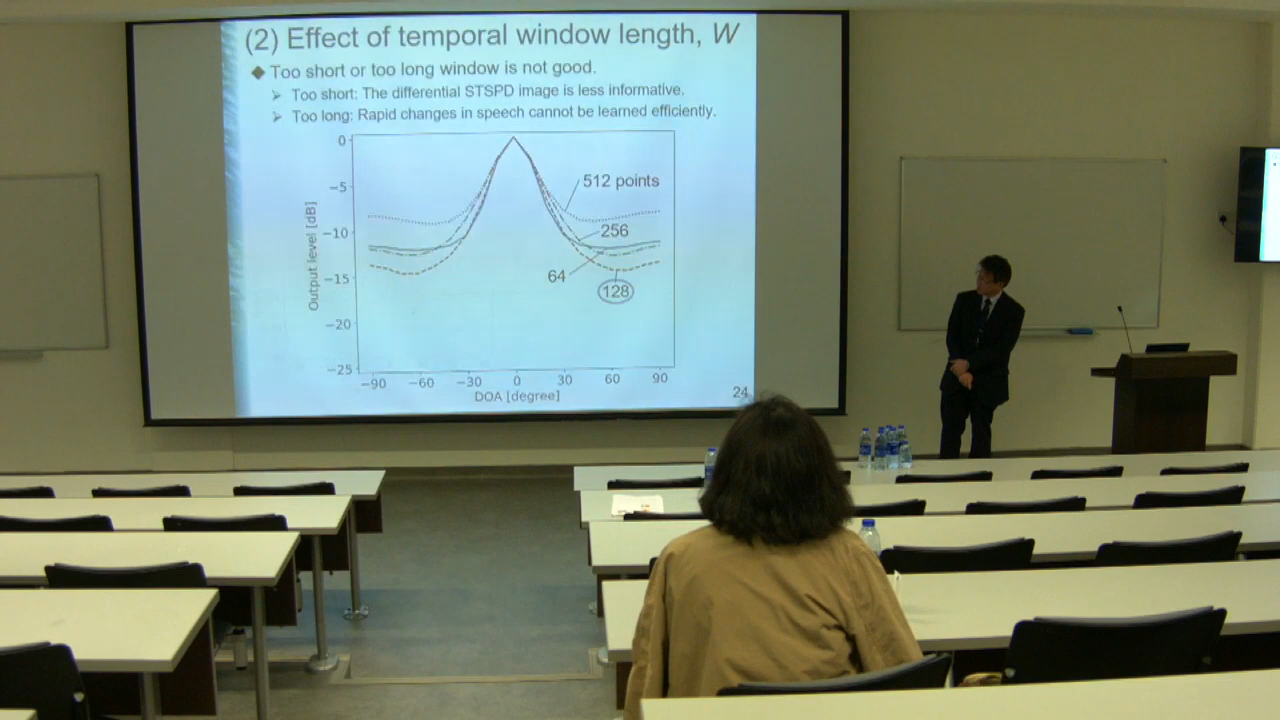 (2) Effect of temporal window length, W
◆ Too short or too long window is not good.
➢ Too short: The differential STSPD image is less informative.
➢ Too long: Rapid changes in speech cannot be learned efficiently.
0
−5
−10
−15
−20
−25
Output level [dB]
512 points
256
64
128
−90 −60 −30 0 30 60 90
DOA [degree]
24